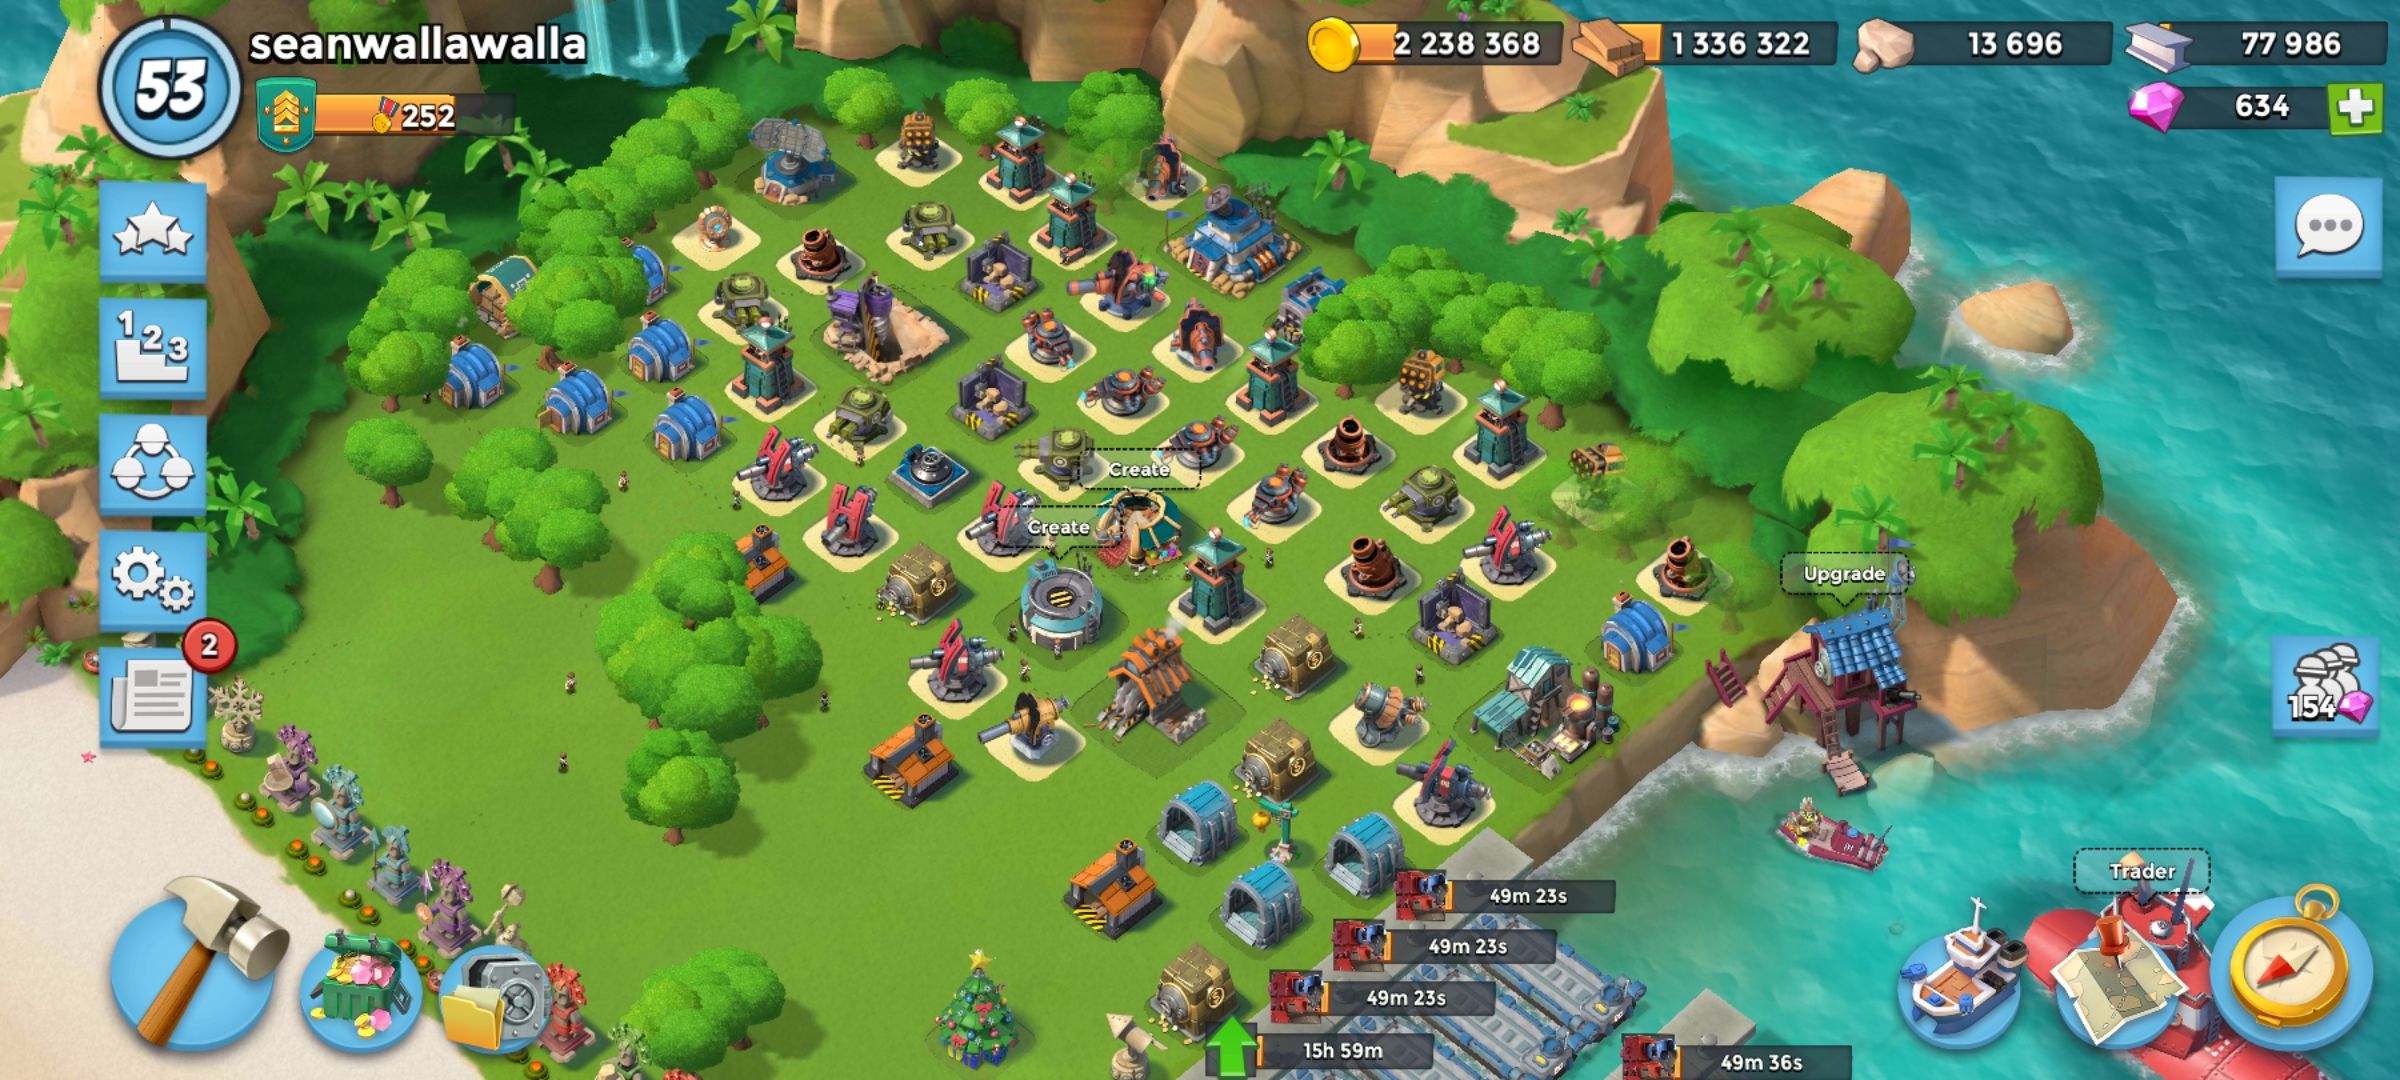 53
seanwallawalla
252
2 238 368
1 336 322
13 696
77 986
634
123
2
Create
Create
Upgrade
154
49m 23s
49m 23s
49m 23s
15h 59m
49m 36s
Trader